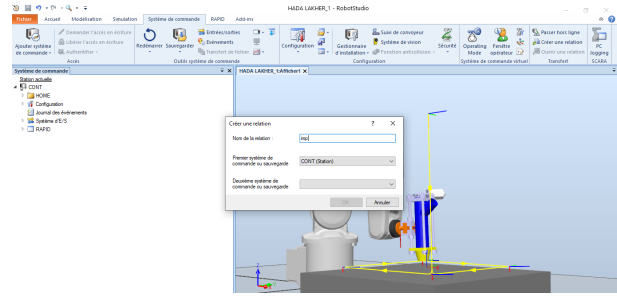 HADA LAKHER_1 - RobotStudio
Fichier Accueil Modélisation Simulation Système de commande RAPID Add-Ins
Ajouter système de commande
Demander l'accès en écriture
Libérer l'accès en écriture
Authentifier
Accès
Redémarrer Sauvegarder
Entrées/sorties
Evénements
Transfert de fichier
Outils système de commande
Configuration
Gestionnaire d'installation
Suivi de convoyeur
Système de vision
Sécurité
Configuration
Operating Mode
Fenêtre opérateur
Système de commande virtuel
Passer hors ligne
Créer une relation
Ouvrir une relation
Transfert
PC logging
SCARA
Système de commande
HADA LAKHER_1:Afficher1 X
Station actuelle
CONT
HOME
Configuration
Journal des événements
Système d'E/S
RAPID
Créer une relation ? X
Nom de la relation :
imp
Premier système de commande ou sauvegarde
CONT (Station)
Deuxième système de commande ou sauvegarde
OK Annuler
Z